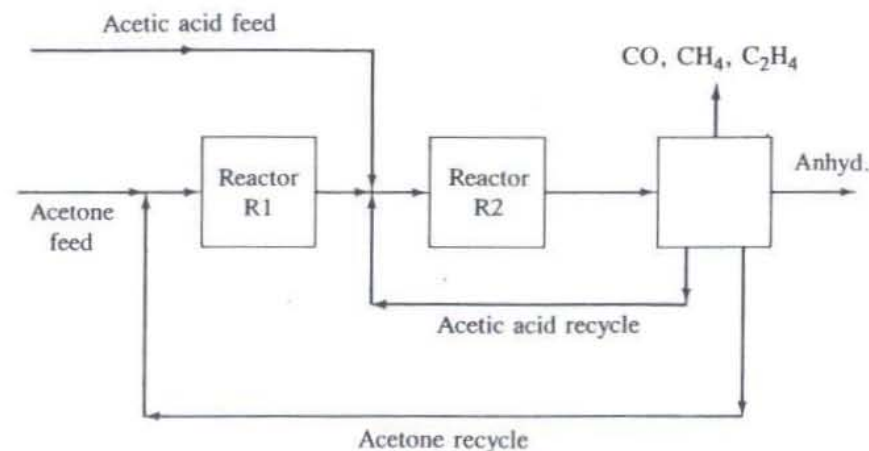 Acetic acid feed
CO, CH₄, C₂H₄
Reactor
R1
Reactor
R2
Anhyd.
Acetone
feed
Acetic acid recycle
Acetone recycle